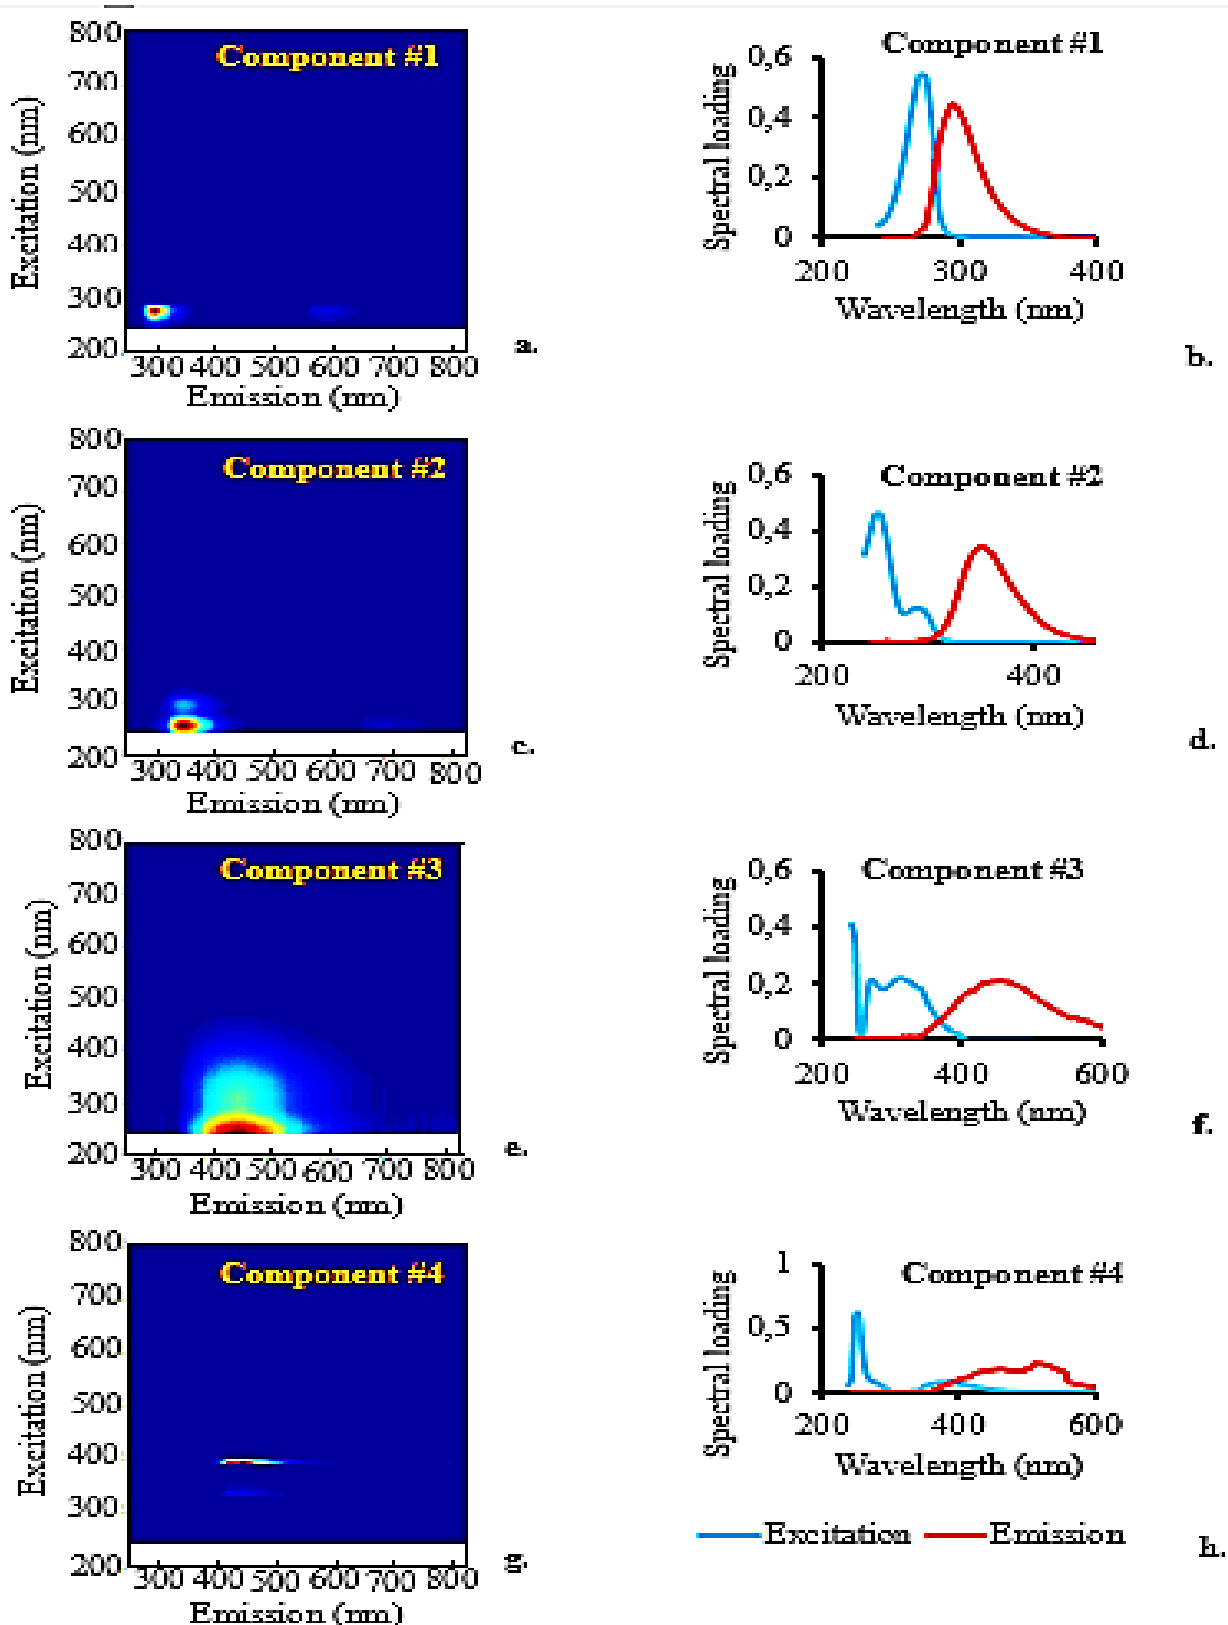 Component #1
800
700
600
500
400
300
200
Excitation (nm)
300 400 500 600 700 800
Emission (nm)
a.
Component #1
0,6
0,4
0,2
0
Spectral loading
200 300 400
Wavelength (nm)
b.
Component #2
800
700
600
500
400
300
200
Excitation (nm)
300 400 500 600 700 800
Emission (nm)
c.
Component #2
0,6
0,4
0,2
0
Spectral loading
200 400
Wavelength (nm)
d.
Component #3
800
700
600
500
400
300
200
Excitation (nm)
300 400 500 600 700 800
Emission (nm)
e.
Component #3
0,6
0,4
0,2
0
Spectral loading
200 400 600
Wavelength (nm)
f.
Component #4
800
700
600
500
400
300
200
Excitation (nm)
300 400 500 600 700 800
Emission (nm)
g.
Component #4
1
0,5
0
Spectral loading
200 400 600
Wavelength (nm)
Excitation Emission
h.